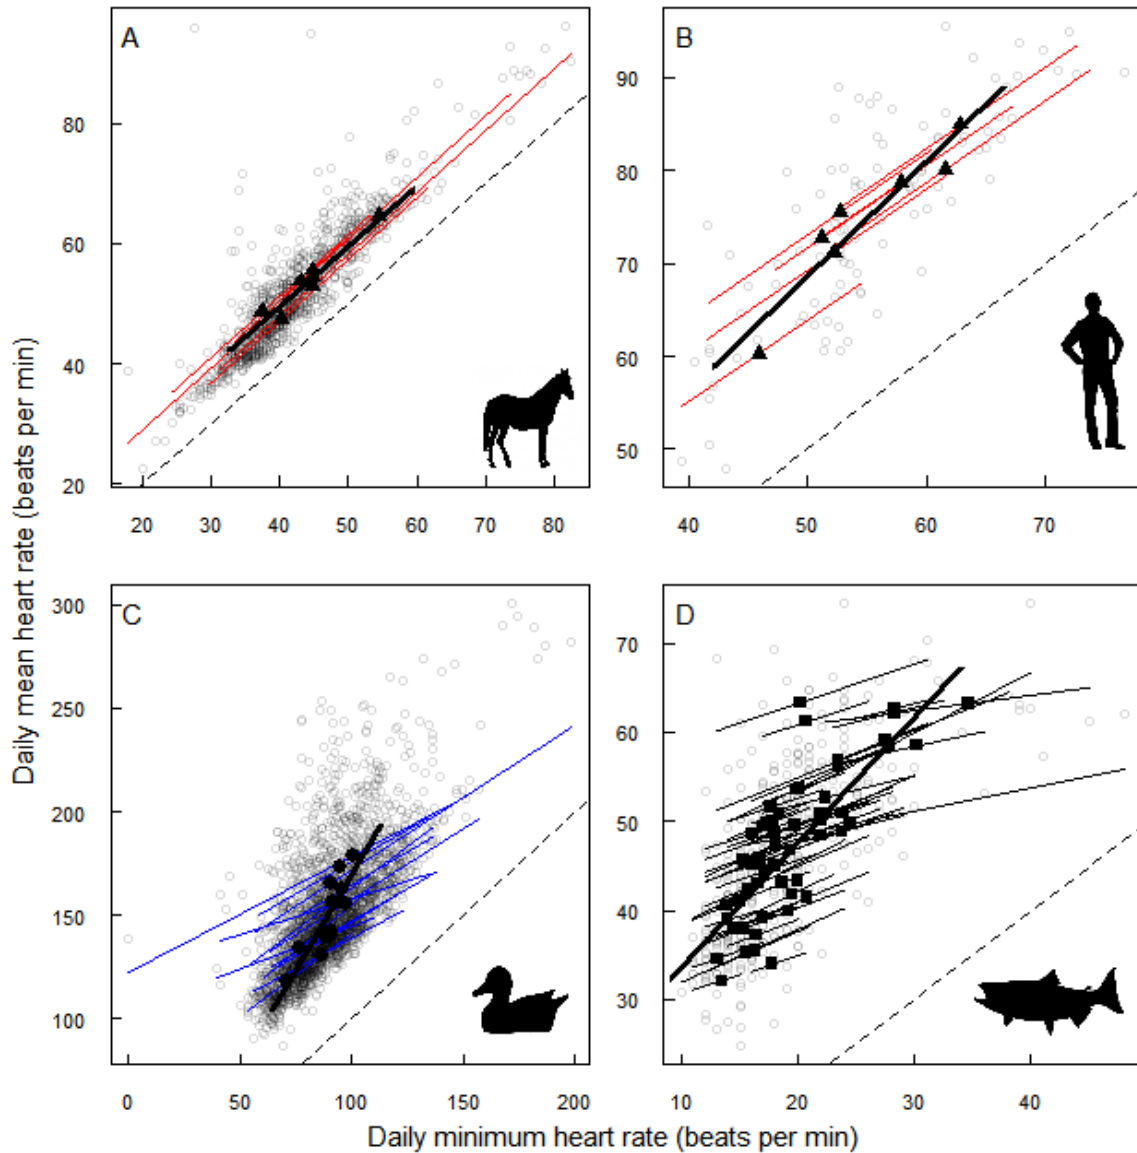 A
B
80
60
40
20
90
80
70
60
50
20 30 40 50 60 70 80
40 50 60 70
Daily mean heart rate (beats per min)
C
D
300
250
200
150
100
70
60
50
40
30
0 50 100 150 200
10 20 30 40
Daily minimum heart rate (beats per min)